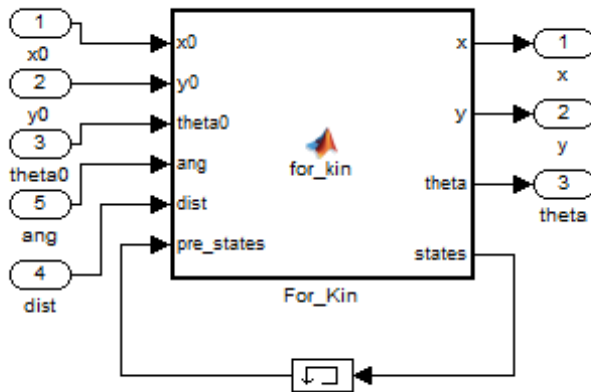 1
x0
x
1
x0
x
2
y0
y0
3
theta0
y
2
y
theta0
for_kin
5
ang
theta
3
theta
ang
dist
4
pre_states
states
dist
For_Kin